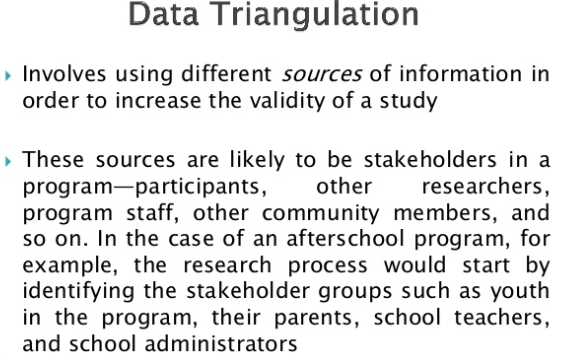 Data Triangulation
Involves using different sources of information in
order to increase the validity of a study
These sources are likely to be stakeholders in a
program—participants, other researchers,
program staff, other community members, and
so on. In the case of an afterschool program, for
example, the research process would start by
identifying the stakeholder groups such as youth
in the program, their parents, school teachers,
and school administrators